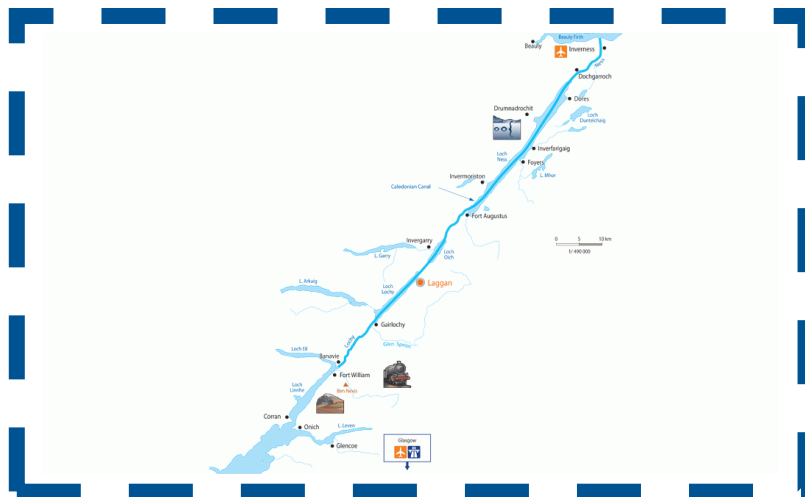 Beauly Firth
Beauly
Inverness
Ness
Dochgarroch
Dores
Drumnadrochit
Loch
Duntelchaig
Inverfarigaig
Loch
Ness
Foyers
L. Mhor
Invermoriston
Caledonian Canal
Fort Augustus
Invergarry
0 5 10 km
1/ 490 000
L. Garry
Loch
Oich
L. Arkaig
Loch
Lochy
Laggan
Gairlochy
Lochy
Glen Spean
Loch Eil
Banavie
Fort William
Loch
Linnhe
Ben Nevis
Corran
Onich
L. Leven
Glencoe
Glasgow